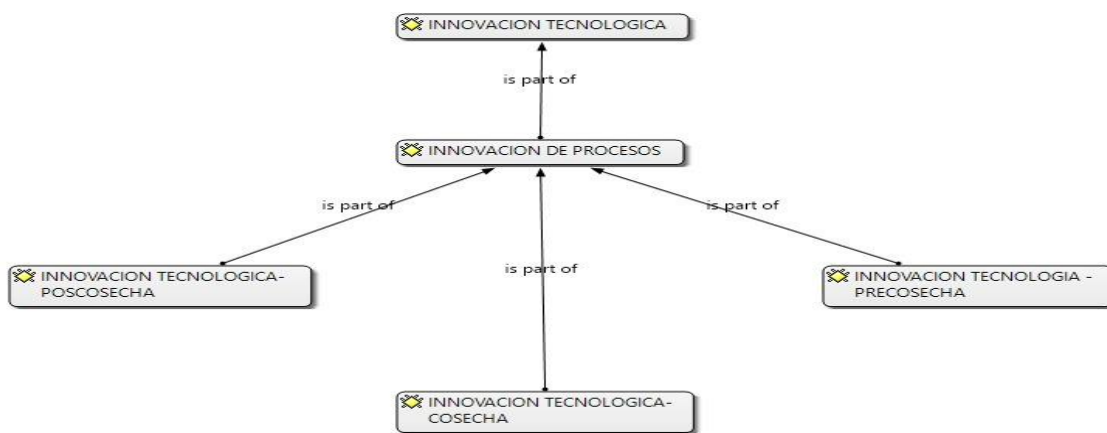 INNOVACION TECNOLOGICA
is part of
INNOVACION DE PROCESOS
is part of
is part of
is part of
INNOVACION TECNOLOGICA-
POSCOSECHA
INNOVACION TECNOLOGIA -
PRECOSECHA
INNOVACION TECNOLOGICA-
COSECHA